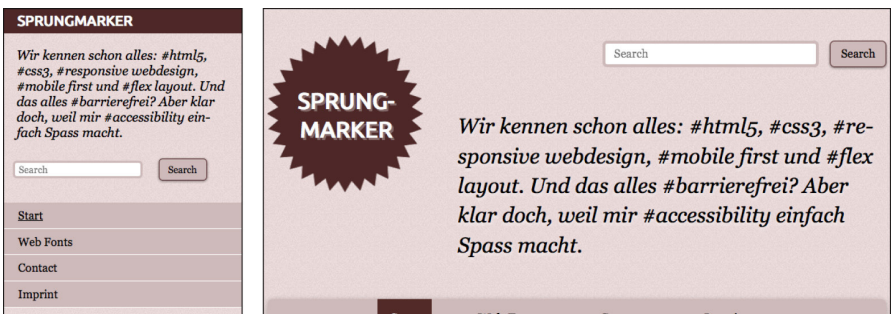 SPRUNGMARKER
Wir kennen schon alles: #html5,
#css3, #responsive webdesign,
#mobile first und #flex layout. Und
das alles #barrierefrei? Aber klar
doch, weil mir #accessibility ein-
fach Spass macht.
Search
Search
Start
Web Fonts
Contact
Imprint
Search
Search
SPRUNG-
MARKER
Wir kennen schon alles: #html5, #css3, #re-
sponsive webdesign, #mobile first und #flex
layout. Und das alles #barrierefrei? Aber
klar doch, weil mir #accessibility einfach
Spass macht.